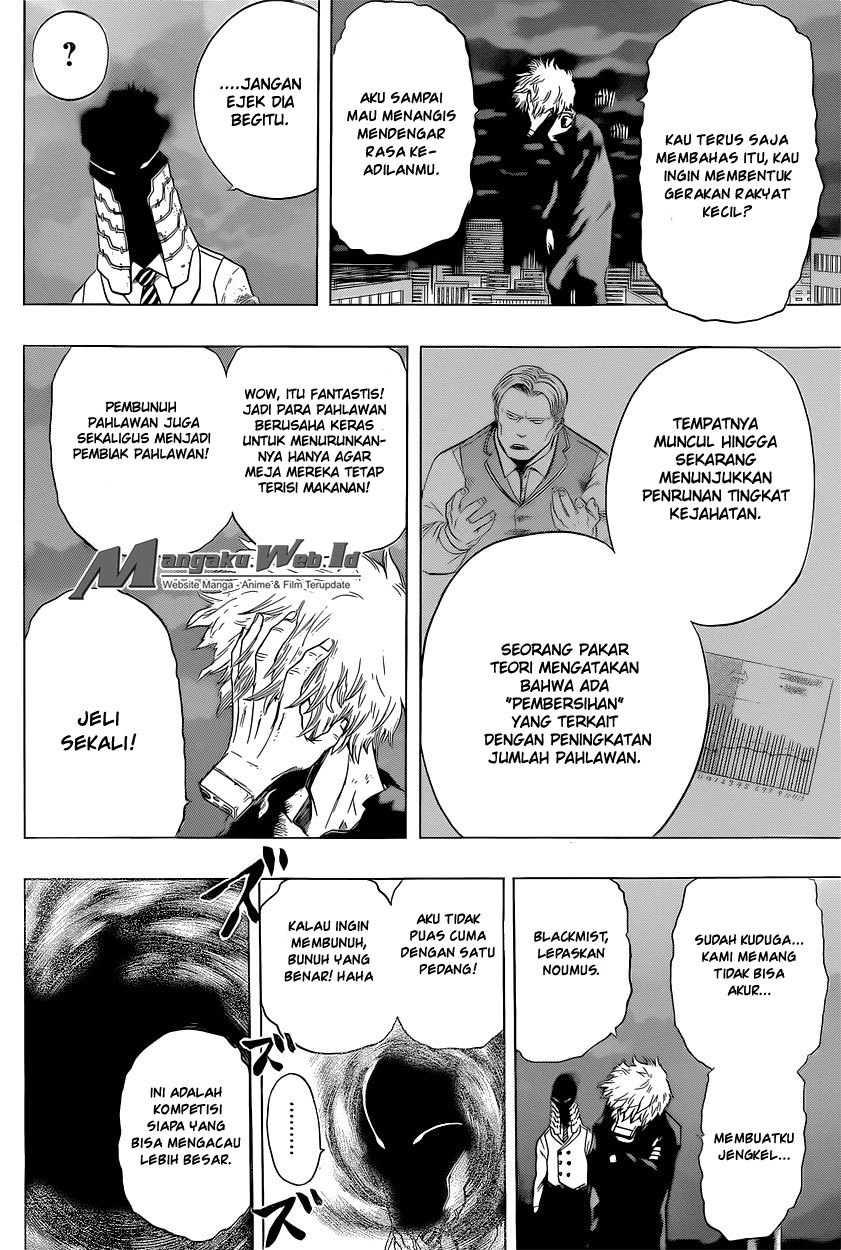 KAU TERUS SAJA
MEMBAHAS ITU, KAU
INGIN MEMBENTUK
GERAKAN RAKYAT
KECIL?
AKU SAMPAI
MAU MENANGIS
MENDENGAR
RASA KE-
ADILANMU.
....JANGAN
EJEK DIA
BEGITU.
?
TEMPATNYA
MUNCUL HINGGA
SEKARANG
MENUNJUKKAN
PENRUNAN TINGKAT
KEJAHATAN.
SEORANG PAKAR
TEORI MENGATAKAN
BAHWA ADA
"PEMBERSIHAN"
YANG TERKAIT
DENGAN PENINGKATAN
JUMLAH PAHLAWAN.
WOW, ITU FANTASTIS!
JADI PARA PAHLAWAN
BERUSAHA KERAS
UNTUK MENURUNKAN-
NYA HANYA AGAR
MEJA MEREKA TETAP
TERISI MAKANAN!
PEMBUNUH
PAHLAWAN JUGA
SEKALIGUS MENJADI
PEMBIAK PAHLAWAN!
Mangaku.Web.Id
Website Manga - Anime & Film Terupdate
JELI
SEKALI!
SUDAH KUDUGA...
KAMI MEMANG
TIDAK BISA
AKUR...
MEMBUATKU
JENGKEL...
BLACKMIST,
LEPASKAN
NOUMUS.
AKU TIDAK
PUAS CUMA
DENGAN SATU
PEDANG!
KALAU INGIN
MEMBUNUH,
BUNUH YANG
BENAR! HAHA
.........
ズ
ズ
ズ
INI ADALAH
KOMPETISI
SIAPA YANG
BISA MENGACAU
LEBIH BESAR.